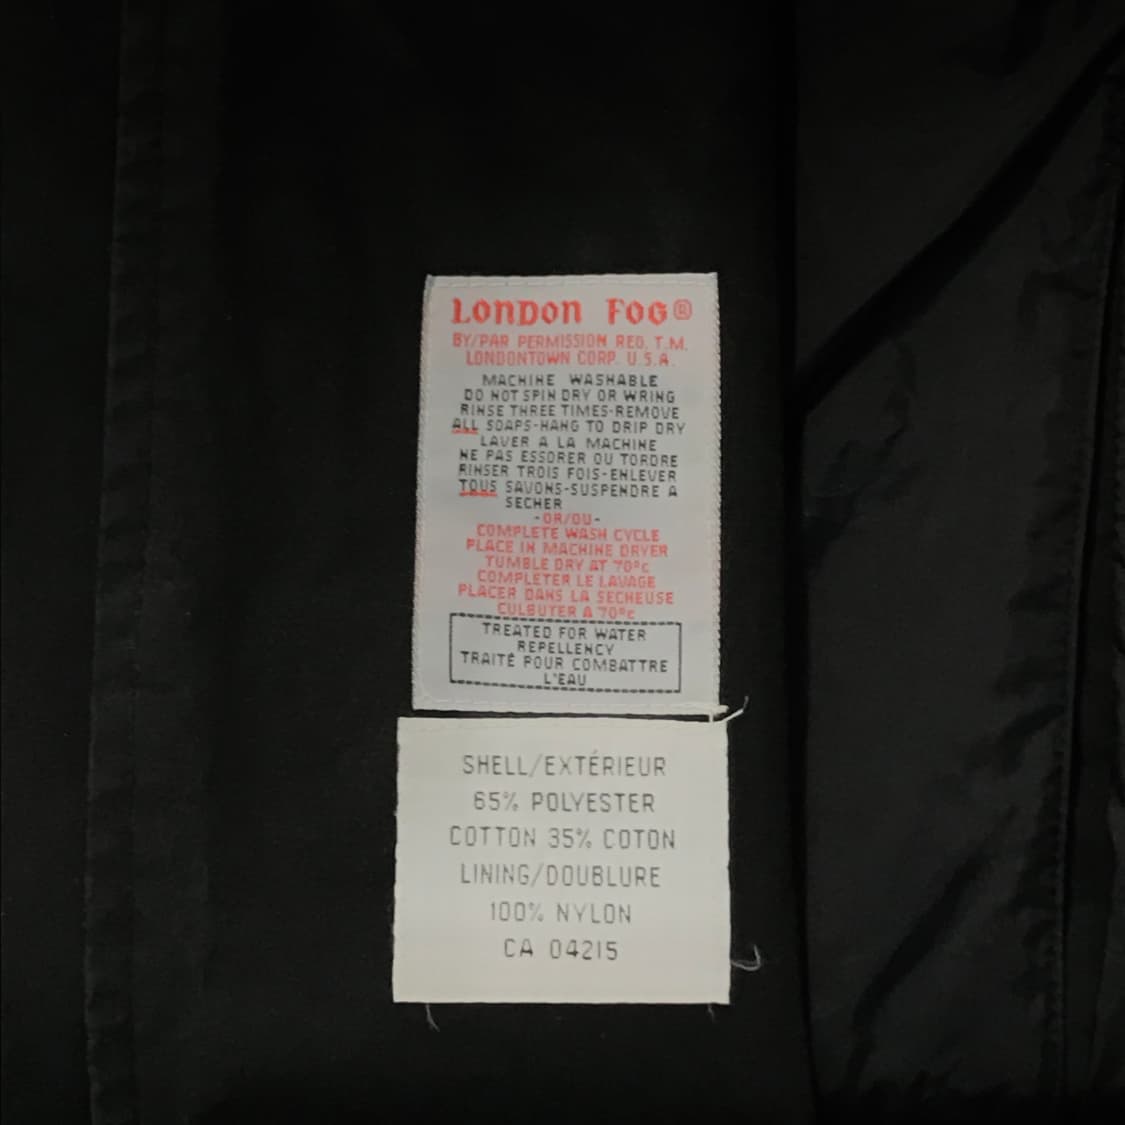 LONDON FOG®
BY/PAR PERMISSION REG. T.M.
LONDONTOWN CORP. U.S.A.
MACHINE WASHABLE
DO NOT SPIN DRY OR WRING
RINSE THREE TIMES-REMOVE
ALL SOAPS-HANG TO DRIP DRY
LAVER A LA MACHINE
NE PAS ESSORER OU TORDRE
RINSER TROIS FOIS-ENLEVER
TOUS SAVONS-SUSPENDRE A
SECHER
-OR/OU-
COMPLETE WASH CYCLE
PLACE IN MACHINE DRYER
TUMBLE DRY AT 70°C
COMPLETER LE LAVAGE
PLACER DANS LA SECHEUSE
CULBUTER A 70°C
TREATED FOR WATER
REPELLENCY
TRAITÉ POUR COMBATTRE
L'EAU
SHELL/EXTÉRIEUR
65% POLYESTER
COTTON 35% COTON
LINING/DOUBLURE
100% NYLON
CA 04215